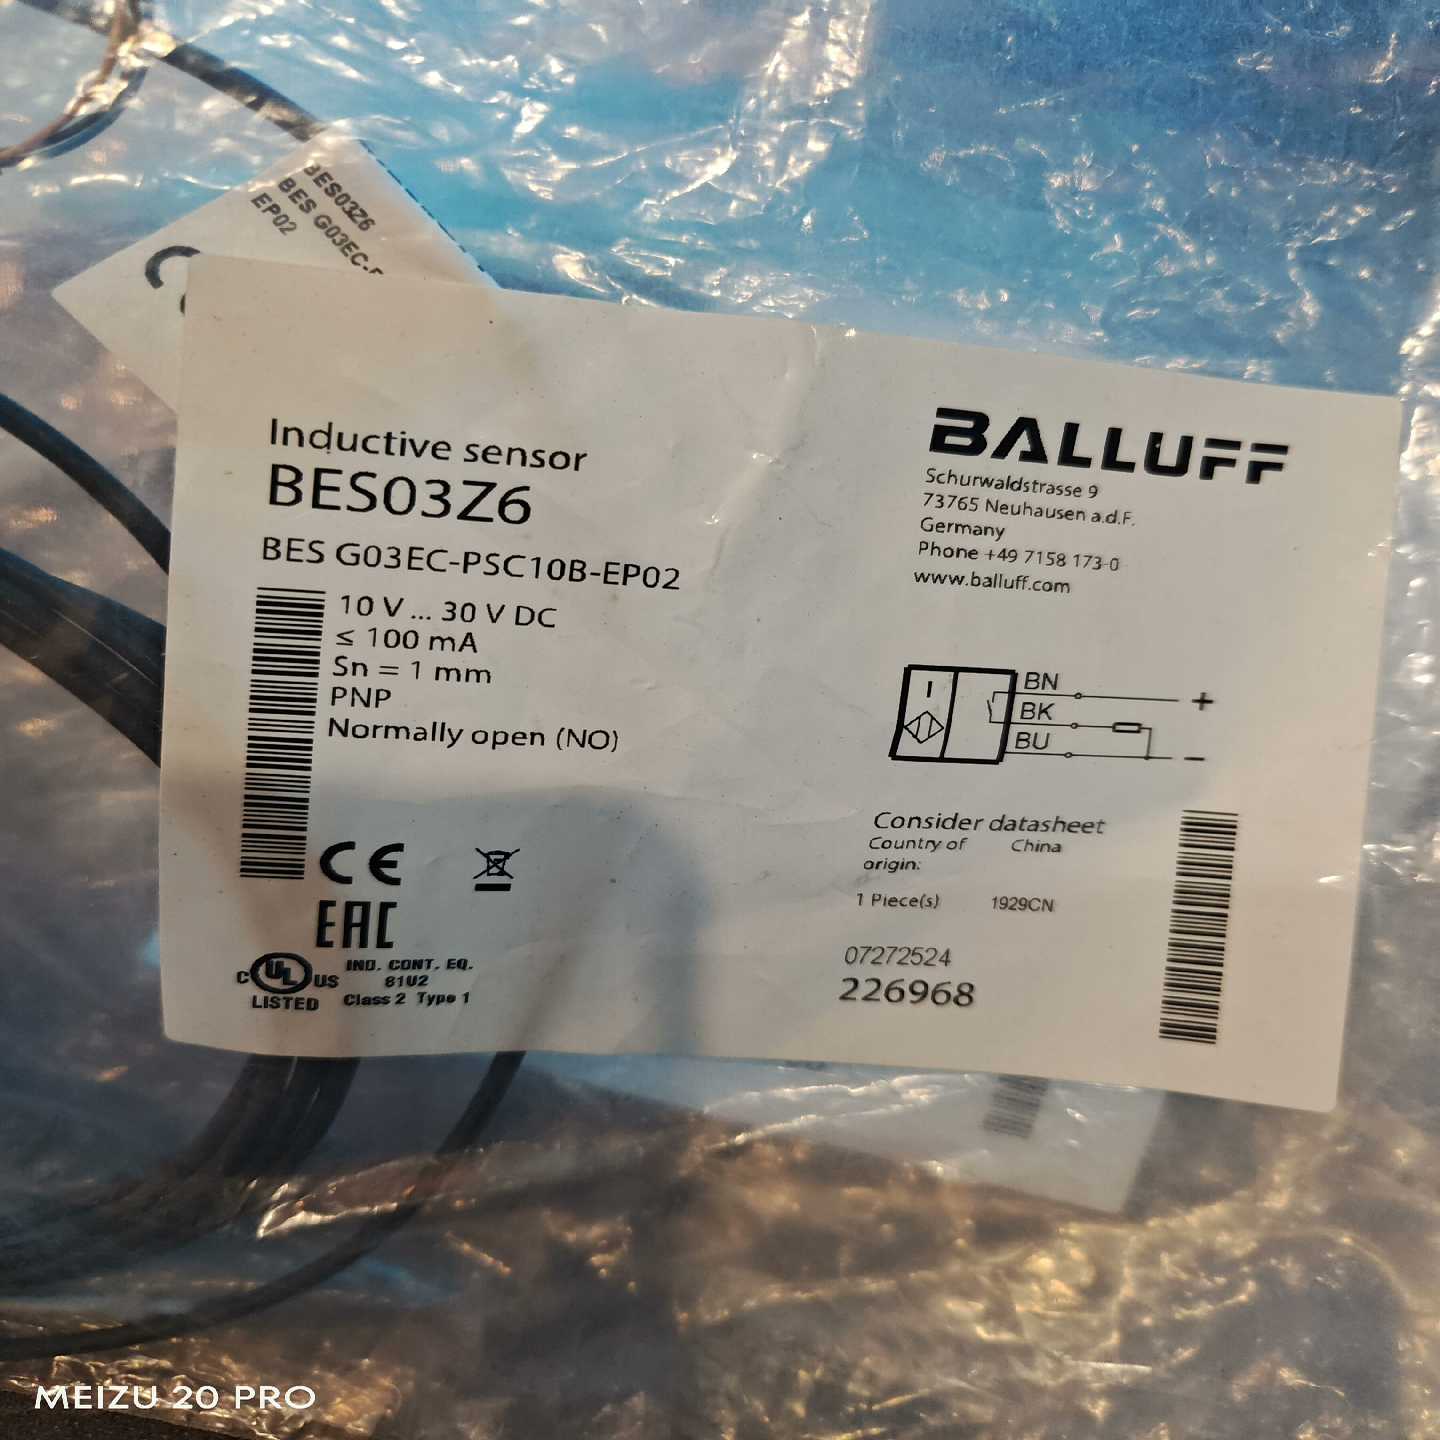 BES03Z6
BES G03EC-
EP02
Inductive sensor
BES03Z6
BES G03EC-PSC10B-EP02
10 V ... 30 V DC
≤ 100 mA
Sn = 1 mm
PNP
Normally open (NO)
CE
EAC
C UL US
LISTED
IND. CONT. EQ.
81U2
Class 2 Type 1
BALLUFF
Schurwaldstrasse 9
73765 Neuhausen a.d.F.
Germany
Phone +49 7158 173-0
www.balluff.com
BN +
BK
BU -
Consider datasheet
Country of China
origin:
1 Piece(s) 1929CN
07272524
226968
MEIZU 20 PRO